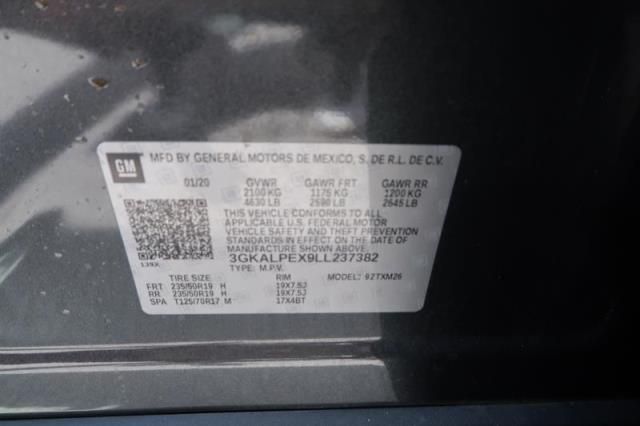 GM
MFD BY GENERAL MOTORS DE MEXICO, S. DE R.L. DE C.V.
01/20 GVWR GAWR FRT GAWR RR
2100 KG 1175 KG 1200 KG
4630 LB 2590 LB 2645 LB
THIS VEHICLE CONFORMS TO ALL
APPLICABLE U.S. FEDERAL MOTOR
VEHICLE SAFETY AND THEFT PREVENTION
STANDARDS IN EFFECT ON THE DATE OF
MANUFACTURE SHOWN ABOVE.
3GKALPEX9LL237382
TYPE: M.P.V. MODEL: 92TXM26
139X
TIRE SIZE RIM
FRT 235/50R19 H 19X7.5J
RR 235/50R19 H 19X7.5J
SPA T125/70R17 M 17X4BT